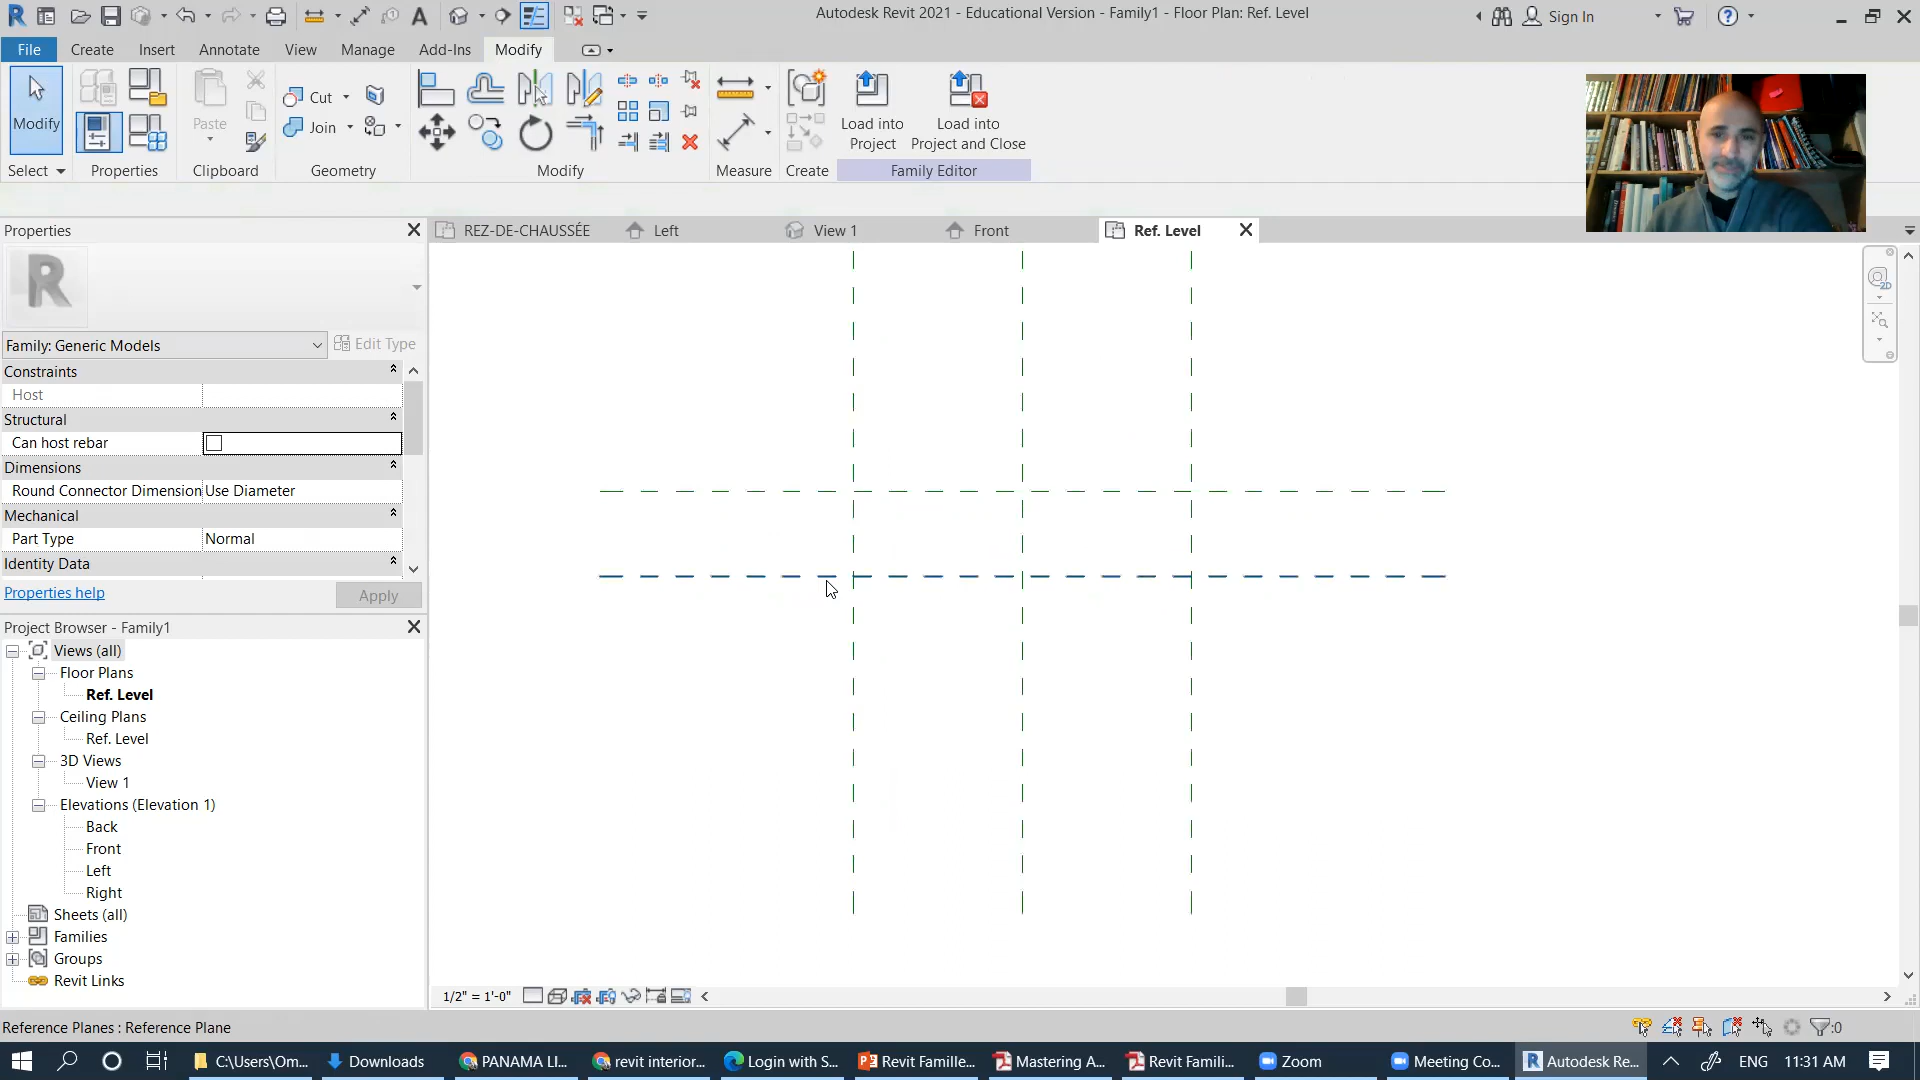 Autodesk Revit 2021 - Educational Version - Family1 - Floor Plan: Ref. Level
Sign In
File Create Insert Annotate View Manage Add-Ins Modify
Modify
Paste
Cut
Join
Load into
Project
Load into
Project and Close
Select Properties Clipboard Geometry Modify Measure Create Family Editor
Properties
REZ-DE-CHAUSSÉE Left View 1 Front Ref. Level
R
Family: Generic Models
Edit Type
Constraints
Host
Structural
Can host rebar
Dimensions
Round Connector Dimension Use Diameter
Mechanical
Part Type Normal
Identity Data
Properties help
Apply
Project Browser - Family1
Views (all)
Floor Plans
Ref. Level
Ceiling Plans
Ref. Level
3D Views
View 1
Elevations (Elevation 1)
Back
Front
Left
Right
Sheets (all)
Families
Groups
Revit Links
2D
1/2" = 1'-0"
Reference Planes : Reference Plane
:0
C:\Users\Om... Downloads PANAMA LI... revit interior... Login with S... Revit Famille... Mastering A... Revit Famili... Zoom Meeting Co... Autodesk Re... ENG 11:31 AM